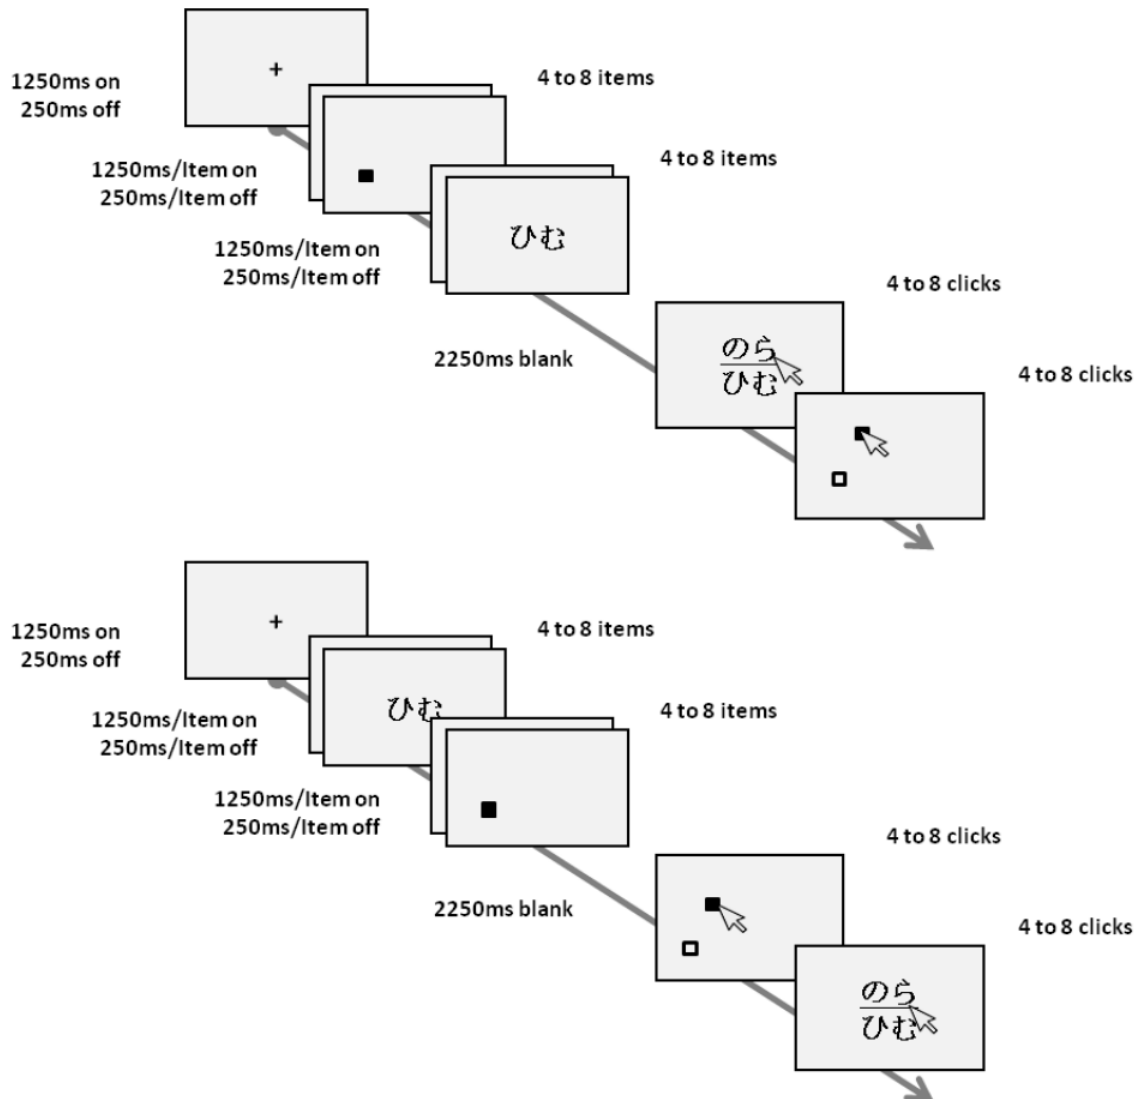 +
1250ms on
250ms off
4 to 8 items
1250ms/Item on
250ms/Item off
4 to 8 items
ひむ
1250ms/Item on
250ms/Item off
4 to 8 clicks
のら
ひむ
2250ms blank
4 to 8 clicks
+
1250ms on
250ms off
4 to 8 items
ひむ
1250ms/Item on
250ms/Item off
4 to 8 items
1250ms/Item on
250ms/Item off
4 to 8 clicks
2250ms blank
4 to 8 clicks
のら
ひむ